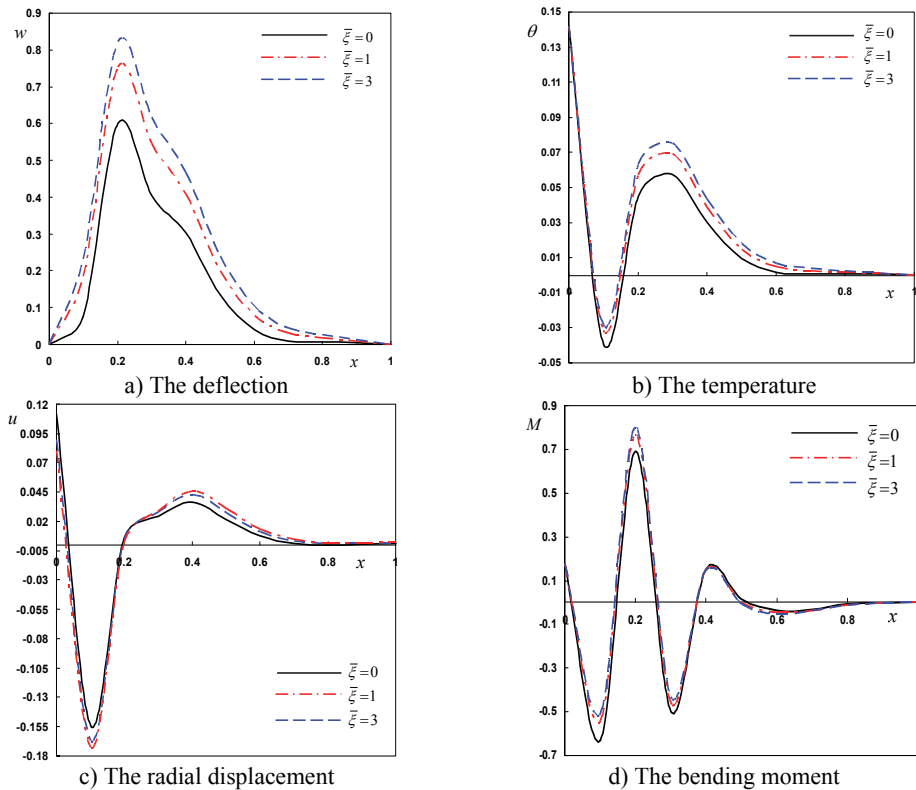 0.9
w
0.8
0.7
0.6
0.5
0.4
0.3
0.2
0.1
0
0 0.2 0.4 0.6 0.8 1
x
ξ̅=0
ξ̅=1
ξ̅=3
a) The deflection
0.15
θ
0.13
0.11
0.09
0.07
0.05
0.03
0.01
-0.01
-0.03
-0.05
0 0.2 0.4 0.6 0.8 1
x
ξ̅=0
ξ̅=1
ξ̅=3
b) The temperature
0.12
u
0.095
0.07
0.045
0.02
-0.005
-0.03
-0.055
-0.08
-0.105
-0.13
-0.155
-0.18
0 0.2 0.4 0.6 0.8 1
x
ξ̅=0
ξ̅=1
ξ̅=3
c) The radial displacement
0.9
M
0.7
0.5
0.3
0.1
-0.1
-0.3
-0.5
-0.7
0 0.2 0.4 0.6 0.8 1
x
ξ̅=0
ξ̅=1
ξ̅=3
d) The bending moment